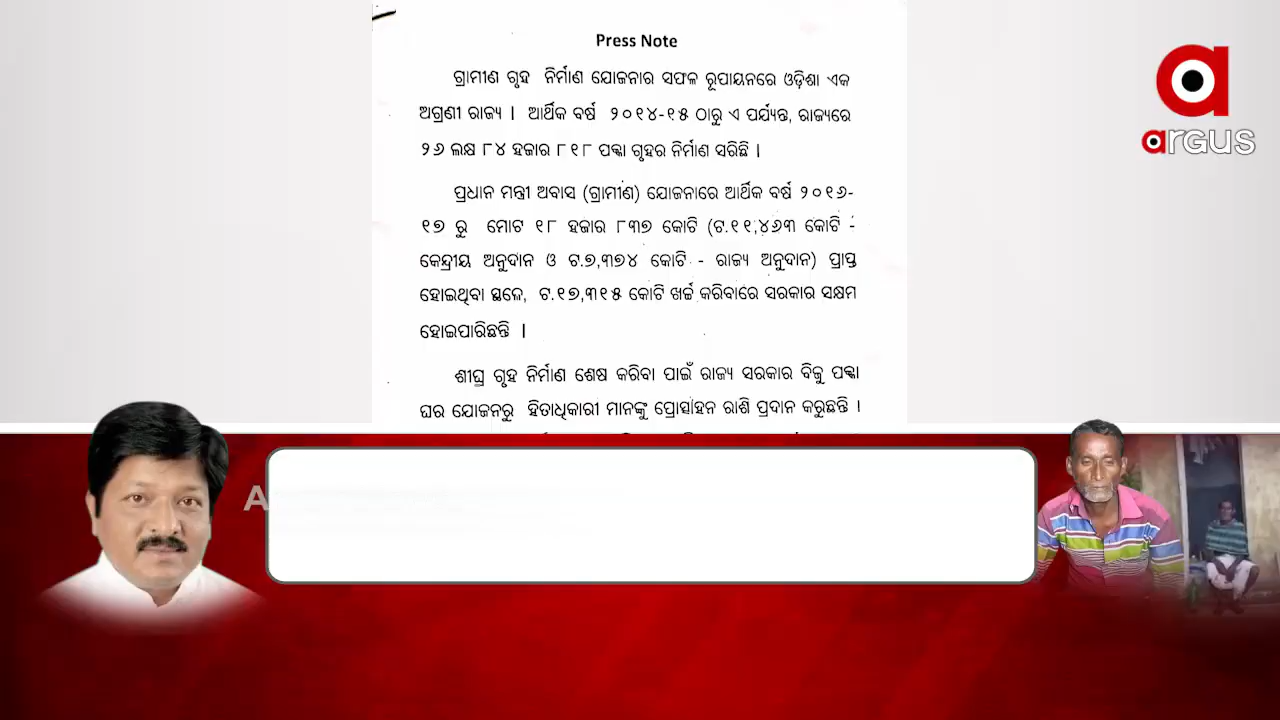 Press Note
ଗ୍ରାମୀଣ ଗୃହ ନିର୍ମାଣ ଯୋଜନାର ସଫଳ ରୂପାୟନରେ ଓଡ଼ିଶା ଏକ
ଅଗ୍ରଣୀ ରାଜ୍ୟ । ଆର୍ଥିକ ବର୍ଷ ୨୦୧୪-୧୫ ଠାରୁ ଏ ପର୍ଯ୍ୟନ୍ତ, ରାଜ୍ୟରେ
୨୬ ଲକ୍ଷ ୮୪ ହଜାର ୮୧୮ ପକ୍କା ଗୃହର ନିର୍ମାଣ ସରିଛି ।
ପ୍ରଧାନ ମନ୍ତ୍ରୀ ଅବାସ (ଗ୍ରାମୀଣ) ଯୋଜନାରେ ଆର୍ଥିକ ବର୍ଷ ୨୦୧୬-
୧୭ ରୁ ମୋଟ ୧୮ ହଜାର ୮୩୭ କୋଟି (ଟ.୧୧,୪୬୩ କୋଟି -
କେନ୍ଦ୍ରୀୟ ଅନୁଦାନ ଓ ଟ.୭,୩୭୪ କୋଟି - ରାଜ୍ୟ ଅନୁଦାନ) ପ୍ରାପ୍ତ
ହୋଇଥିବା ସ୍ଥଳେ, ଟ.୧୭,୩୧୫ କୋଟି ଖର୍ଚ୍ଚ କରିବାରେ ସରକାର ସକ୍ଷମ
ହୋଇପାରିଛନ୍ତି ।
ଶୀଘ୍ର ଗୃହ ନିର୍ମାଣ ଶେଷ କରିବା ପାଇଁ ରାଜ୍ୟ ସରକାର ବିଜୁ ପକ୍କା
ଘର ଯୋଜନରୁ ହିତାଧିକାରୀ ମାନଙ୍କୁ ପ୍ରୋତ୍ସାହନ ରାଶି ପ୍ରଦାନ କରୁଛନ୍ତି ।
argus